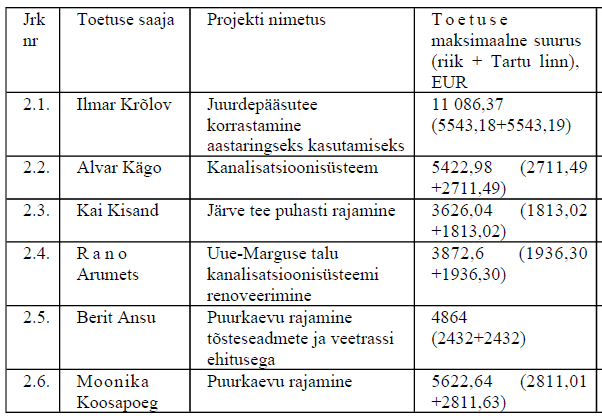 Jrk nr | Toetuse saaja | Projekti nimetus | Toetuse maksimaalne suurus (riik + Tartu linn), EUR
2.1. | Ilmar Krõlov | Juurdepääsutee korrastamine aastaringseks kasutamiseks | 11 086,37 (5543,18+5543,19)
2.2. | Alvar Kägo | Kanalisatsioonisüsteem | 5422,98 (2711,49 +2711,49)
2.3. | Kai Kisand | Järve tee puhasti rajamine | 3626,04 (1813,02 +1813,02)
2.4. | Rano Arumets | Uue-Marguse talu kanalisatsioonisüsteemi renoveerimine | 3872,6 (1936,30 +1936,30)
2.5. | Berit Ansu | Puurkaevu rajamine tõsteseadmete ja veetrassi ehitusega | 4864 (2432+2432)
2.6. | Moonika Koosapoeg | Puurkaevu rajamine | 5622,64 (2811,01 +2811,63)